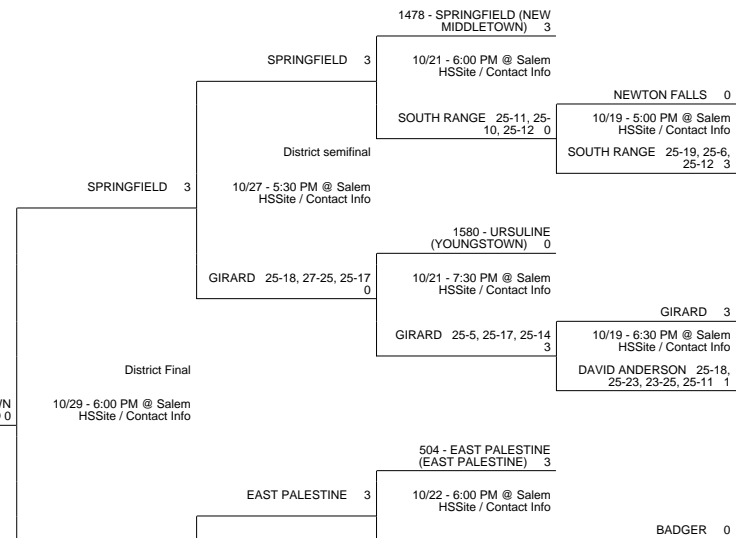 1478 - SPRINGFIELD (NEW
MIDDLETOWN) 3
SPRINGFIELD 3
10/21 - 6:00 PM @ Salem
HSSite / Contact Info
NEWTON FALLS 0
SOUTH RANGE 25-11, 25-
10, 25-12 0
10/19 - 5:00 PM @ Salem
HSSite / Contact Info
District semifinal
SOUTH RANGE 25-19, 25-6,
25-12 3
SPRINGFIELD 3
10/27 - 5:30 PM @ Salem
HSSite / Contact Info
1580 - URSULINE
(YOUNGSTOWN) 0
GIRARD 25-18, 27-25, 25-17
0
10/21 - 7:30 PM @ Salem
HSSite / Contact Info
GIRARD 3
GIRARD 25-5, 25-17, 25-14
3
10/19 - 6:30 PM @ Salem
HSSite / Contact Info
District Final
DAVID ANDERSON 25-18,
25-23, 23-25, 25-11 1
10/29 - 6:00 PM @ Salem
HSSite / Contact Info
0
504 - EAST PALESTINE
(EAST PALESTINE) 3
EAST PALESTINE 3
10/22 - 6:00 PM @ Salem
HSSite / Contact Info
BADGER 0